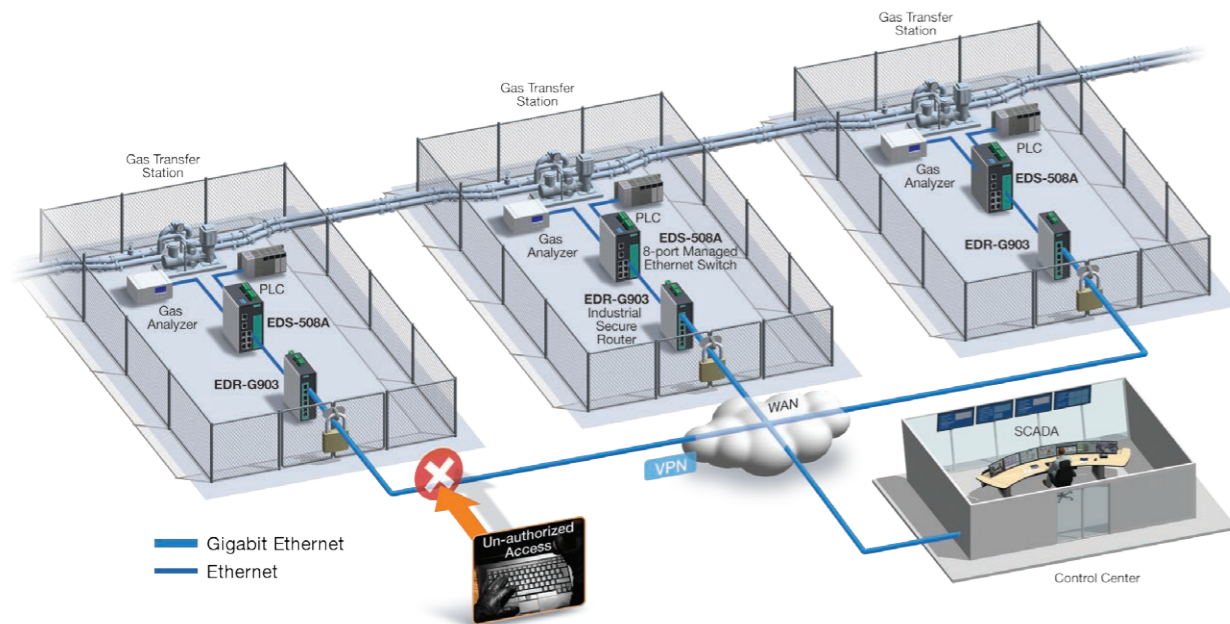 Gas Transfer
Station
Gas
Analyzer
PLC
EDS-508A
EDR-G903
Gas Transfer
Station
Gas
Analyzer
PLC
EDS-508A
8-port Managed
Ethernet Switch
EDR-G903
Industrial
Secure
Router
Gas Transfer
Station
Gas
Analyzer
PLC
EDS-508A
EDR-G903
WAN
VPN
SCADA
Control Center
Un-authorized
Access
Gigabit Ethernet
Ethernet